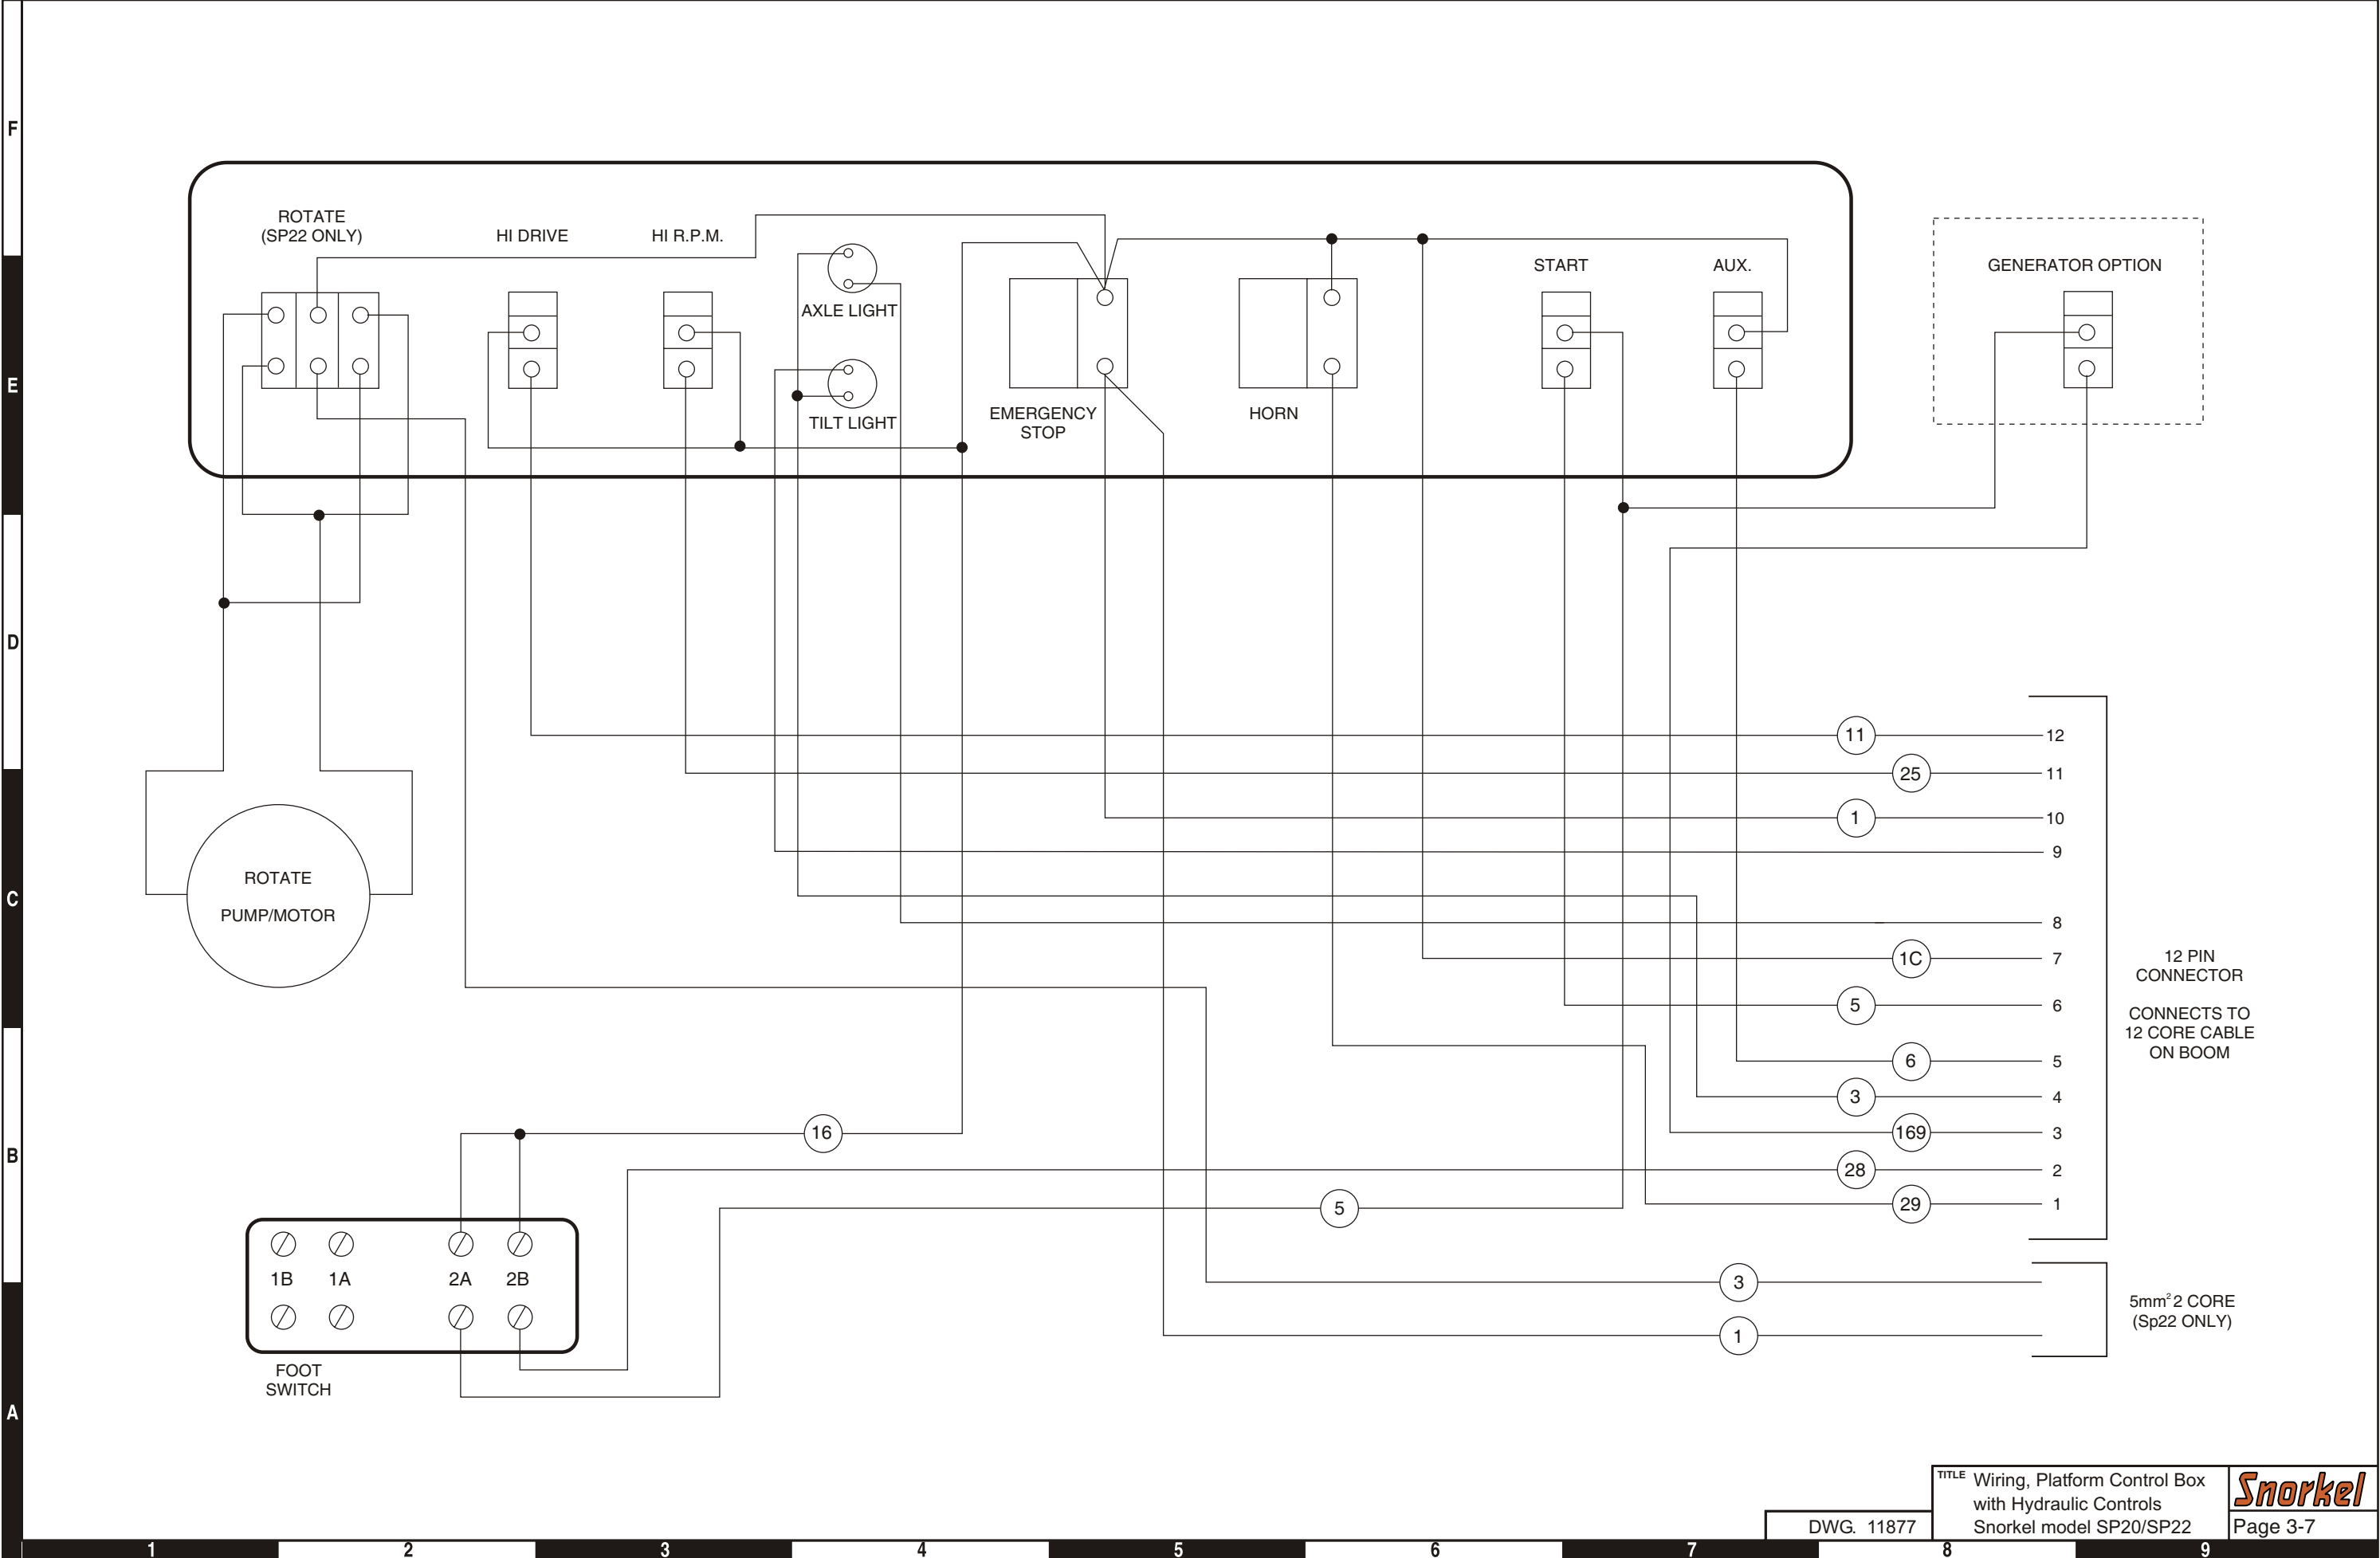 F
E
D
C
B
A
ROTATE
(SP22 ONLY)
HI DRIVE
HI R.P.M.
AXLE LIGHT
TILT LIGHT
EMERGENCY
STOP
HORN
START
AUX.
GENERATOR OPTION
ROTATE
PUMP/MOTOR
11 12
25 11
1 10
9
8
1C 7
5 6
6 5
3 4
169 3
28 2
29 1
12 PIN
CONNECTOR
CONNECTS TO
12 CORE CABLE
ON BOOM
16
5
3
1
5mm² 2 CORE
(Sp22 ONLY)
1B 1A 2A 2B
FOOT
SWITCH
TITLE Wiring, Platform Control Box
with Hydraulic Controls
Snorkel model SP20/SP22
Snorkel
DWG. 11877
Page 3-7
1 2 3 4 5 6 7 8 9